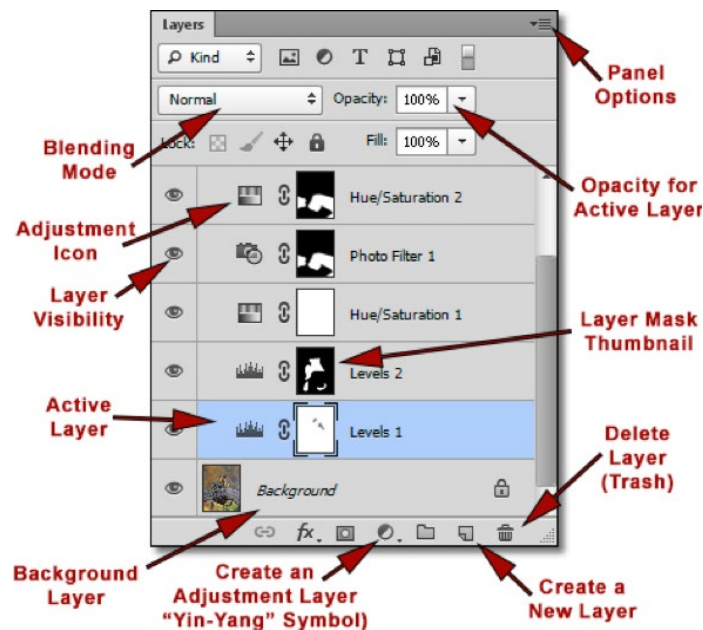 Layers
Kind
Panel
Options
Normal
Opacity: 100%
Lock:
Fill: 100%
Blending
Mode
Opacity for
Active Layer
Hue/Saturation 2
Adjustment
Icon
Photo Filter 1
Layer
Visibility
Hue/Saturation 1
Layer Mask
Thumbnail
Levels 2
Active
Layer
Levels 1
Delete
Layer
(Trash)
Background
fx
Background
Layer
Create an
Adjustment Layer
“Yin-Yang” Symbol)
Create a
New Layer